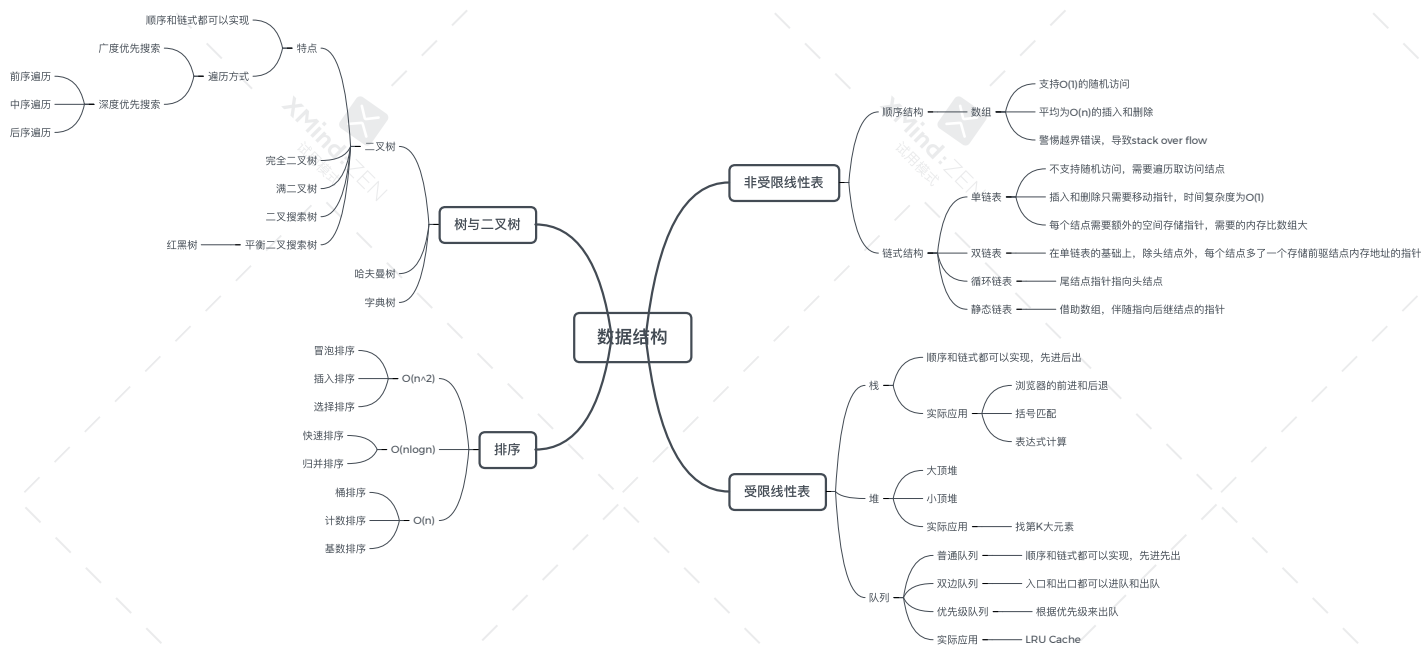 数据结构
非受限线性表
顺序结构
数组
支持O(1)的随机访问
平均为O(n)的插入和删除
警惕越界错误，导致stack over flow
链式结构
单链表
不支持随机访问，需要遍历取访问结点
插入和删除只需要移动指针，时间复杂度为O(1)
每个结点需要额外的空间存储指针，需要的内存比数组大
双链表
在单链表的基础上，除头结点外，每个结点多了一个存储前驱结点内存地址的指针
循环链表
尾结点指针指向头结点
静态链表
借助数组，伴随指向后继结点的指针
受限线性表
栈
顺序和链式都可以实现，先进后出
实际应用
浏览器的前进和后退
括号匹配
表达式计算
堆
大顶堆
小顶堆
实际应用
找第K大元素
队列
普通队列
顺序和链式都可以实现，先进先出
双边队列
入口和出口都可以进队和出队
优先级队列
根据优先级来出队
实际应用
LRU Cache
树与二叉树
二叉树
特点
顺序和链式都可以实现
遍历方式
广度优先搜索
深度优先搜索
前序遍历
中序遍历
后序遍历
完全二叉树
满二叉树
二叉搜索树
平衡二叉搜索树
红黑树
哈夫曼树
字典树
排序
O(n^2)
冒泡排序
插入排序
选择排序
O(nlogn)
快速排序
归并排序
O(n)
桶排序
计数排序
基数排序
XMind:ZEN
试用模式
XMind:ZEN
试用模式